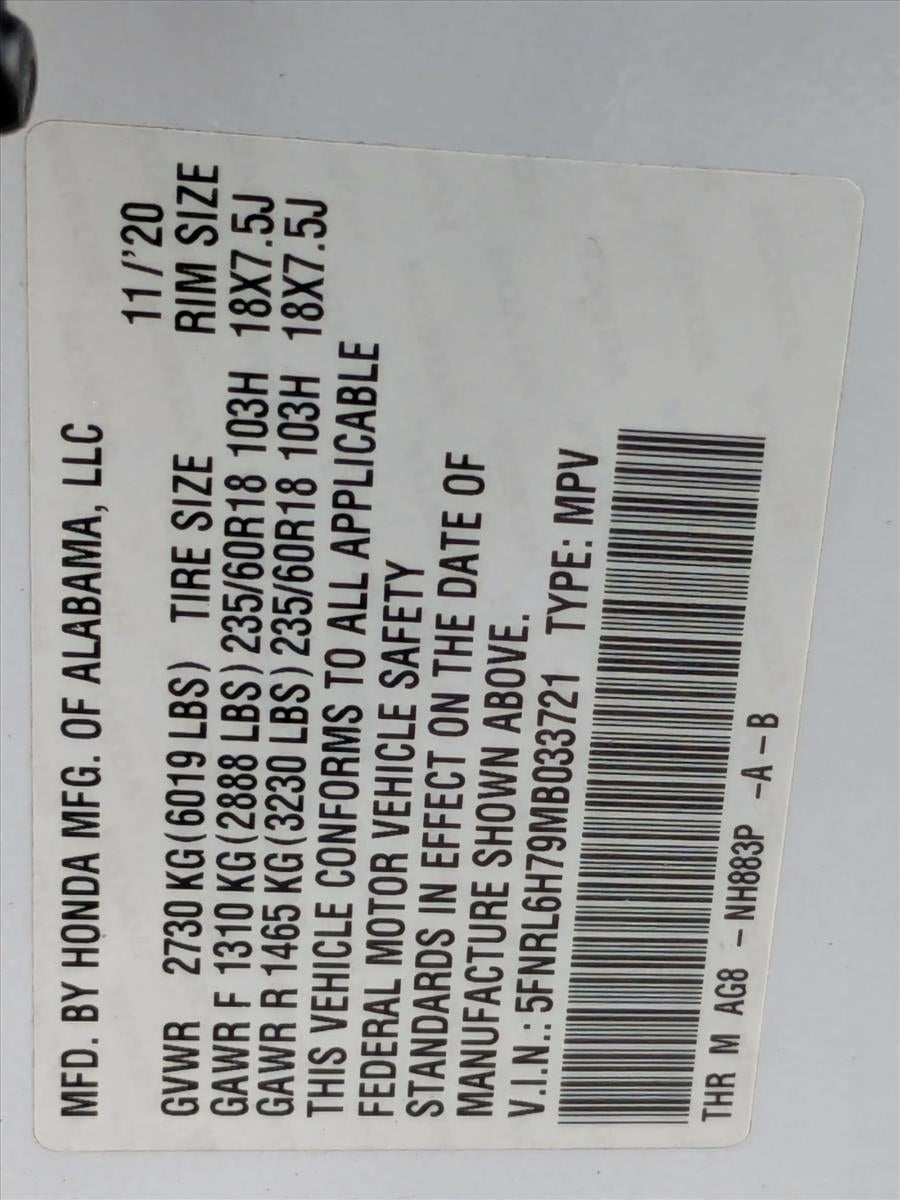 MFD. BY HONDA MFG. OF ALABAMA, LLC
11/'20
GVWR 2730 KG(6019 LBS) TIRE SIZE RIM SIZE
GAWR F 1310 KG(2888 LBS) 235/60R18 103H 18X7.5J
GAWR R 1465 KG(3230 LBS) 235/60R18 103H 18X7.5J
THIS VEHICLE CONFORMS TO ALL APPLICABLE
FEDERAL MOTOR VEHICLE SAFETY
STANDARDS IN EFFECT ON THE DATE OF
MANUFACTURE SHOWN ABOVE.
V.I.N.: 5FNRL6H79MB033721 TYPE: MPV
THR M AG8 -NH883P -A-B